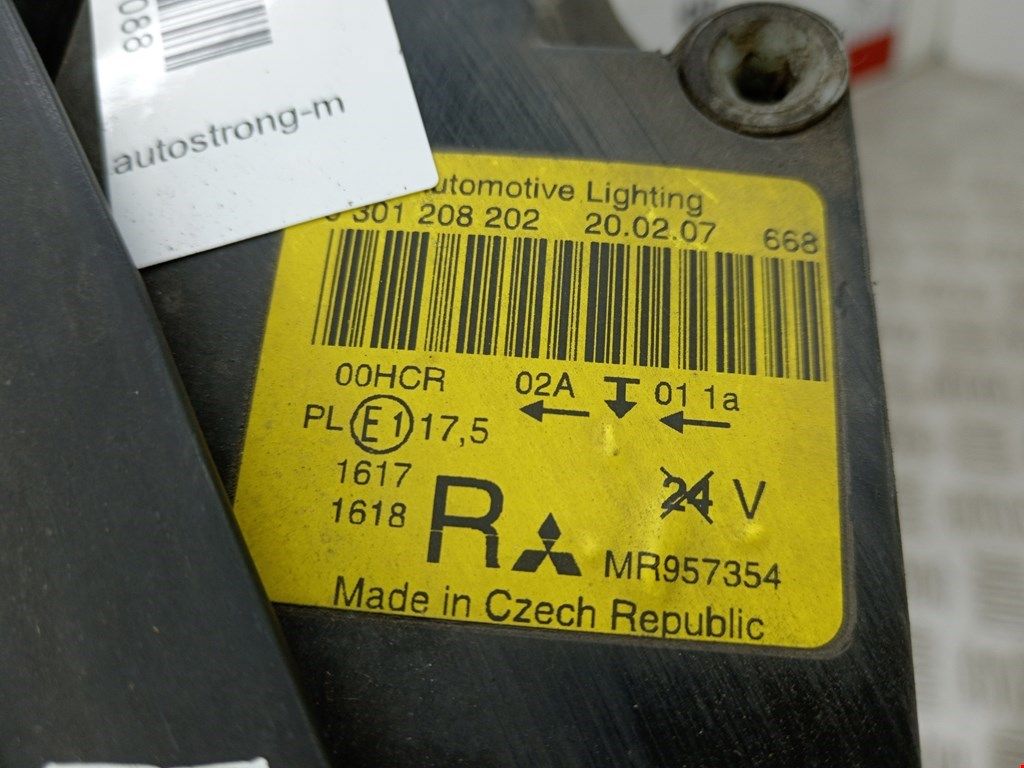 088
autostrong-m
utomotive Lighting
301 208 202 20.02.07 668
00HCR 02A 01 1a
PL E1 17,5
1617
1618
R
24 V
MR957354
Made in Czech Republic